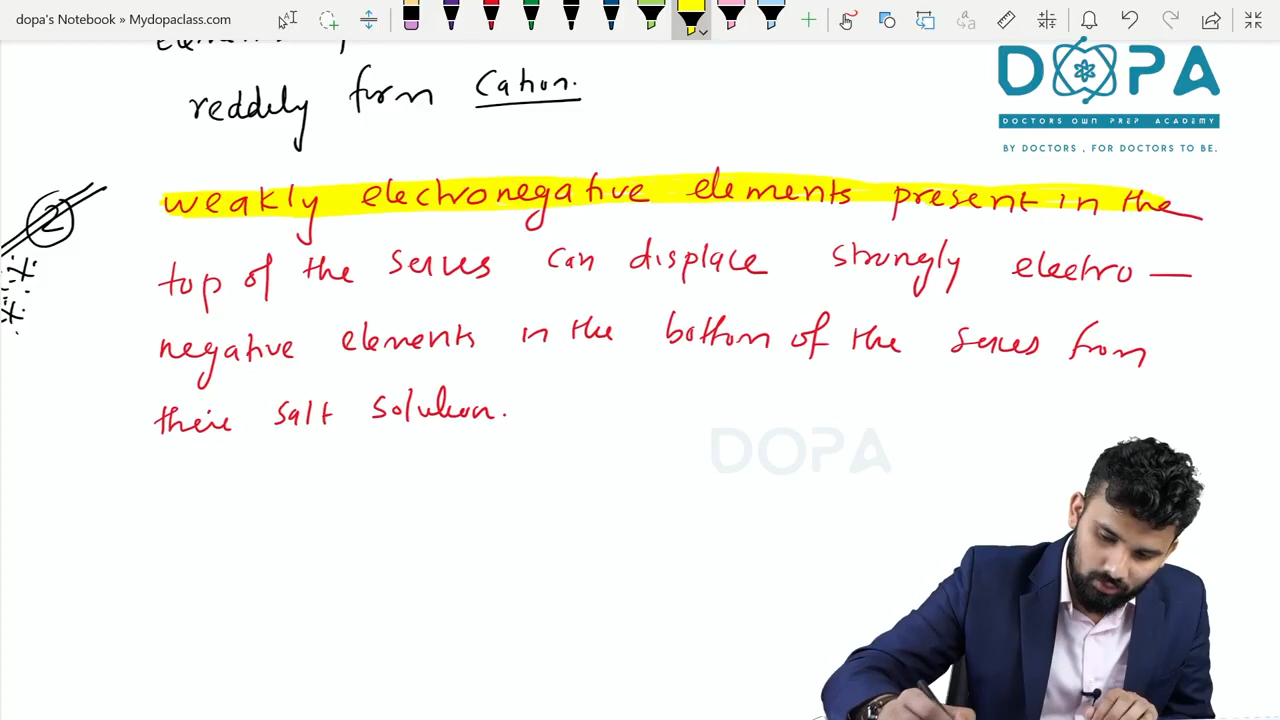 dopa's Notebook » Mydopaclass.com
reddely form Cation.
DOPA
DOCTORS OWN PREP ACADEMY
BY DOCTORS , FOR DOCTORS TO BE.
2
weakly electronegative elements present in the
top of the series can displace strongly electro —
negative elements in the bottom of the series from
their salt solution.
DOPA